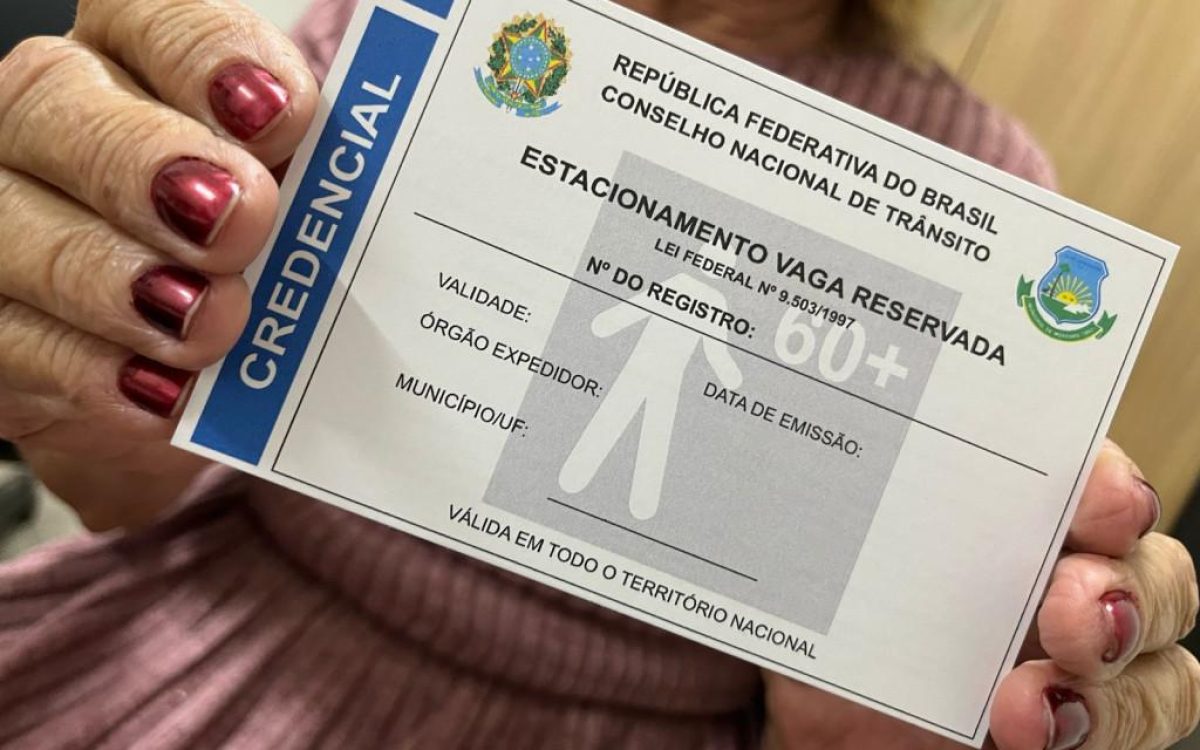 CREDENCIAL
REPÚBLICA FEDERATIVA DO BRASIL
CONSELHO NACIONAL DE TRÂNSITO
ESTACIONAMENTO VAGA RESERVADA
LEI FEDERAL Nº 9.503/1997
Nº DO REGISTRO:
60+
VALIDADE:
ÓRGÃO EXPEDIDOR:
DATA DE EMISSÃO:
MUNICÍPIO/UF:
VÁLIDA EM TODO O TERRITÓRIO NACIONAL